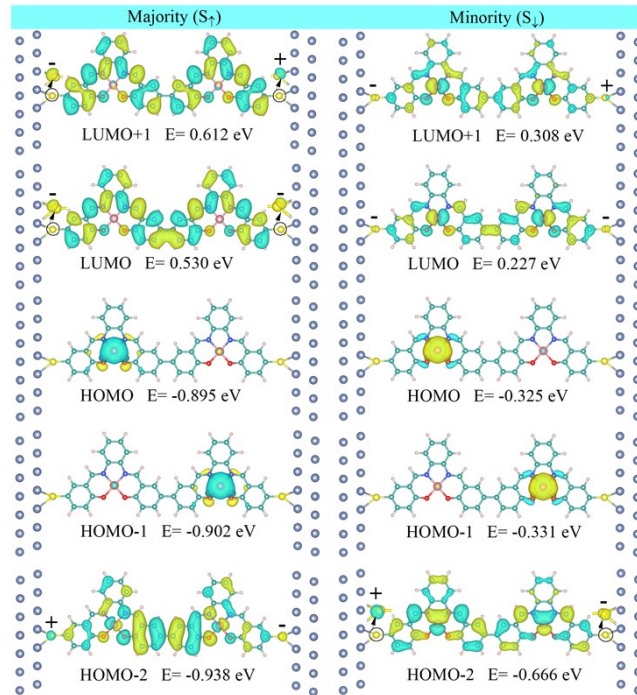 Majority (S↑)
Minority (S↓)
-
+
LUMO+1 E= 0.612 eV
-
+
LUMO+1 E= 0.308 eV
-
-
LUMO E= 0.530 eV
-
-
LUMO E= 0.227 eV
HOMO E= -0.895 eV
HOMO E= -0.325 eV
HOMO-1 E= -0.902 eV
HOMO-1 E= -0.331 eV
+
-
HOMO-2 E= -0.938 eV
+
-
HOMO-2 E= -0.666 eV